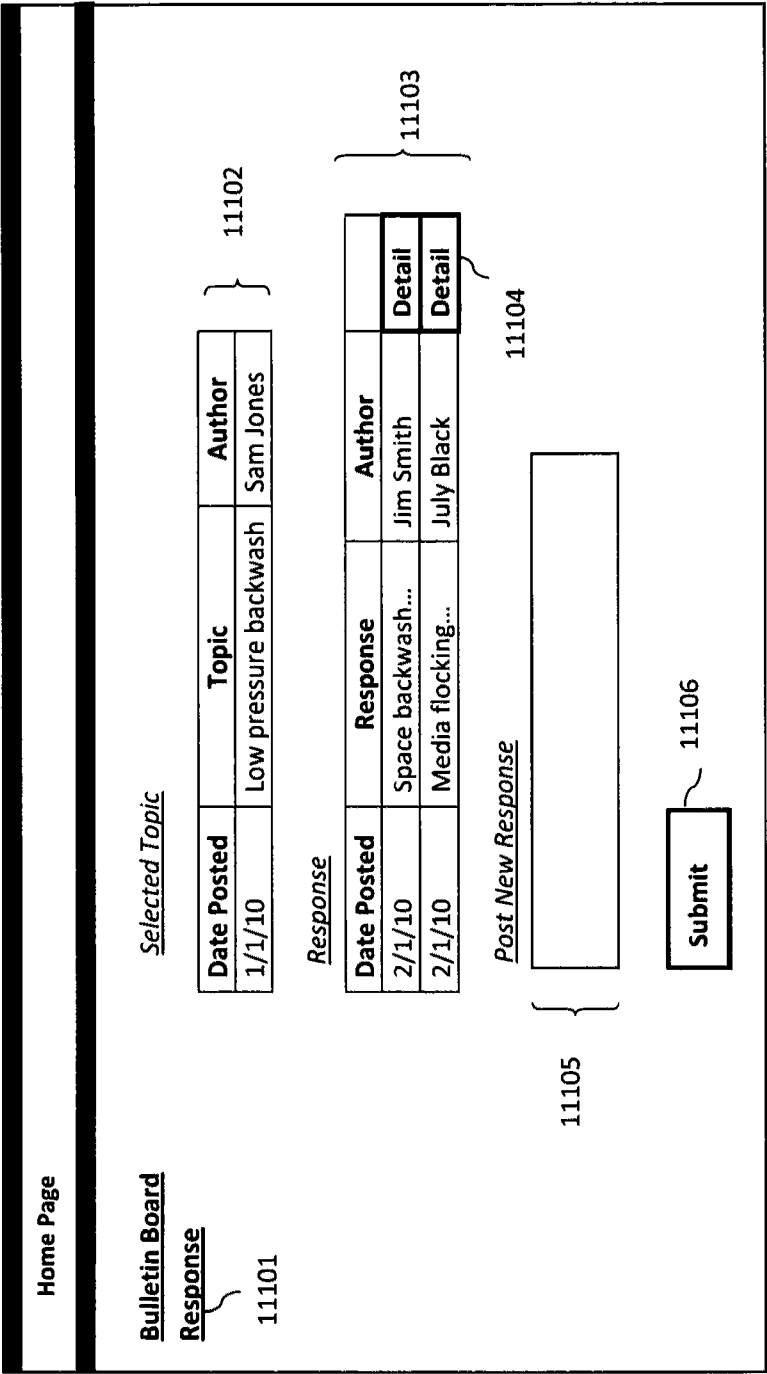 Home Page
Bulletin Board
Response
11101
Selected Topic
Date Posted Topic Author
1/1/10 Low pressure backwash Sam Jones
11102
Response
Date Posted Response Author
2/1/10 Space backwash... Jim Smith Detail
2/1/10 Media flocking... July Black Detail
11103
11104
Post New Response
11105
Submit
11106